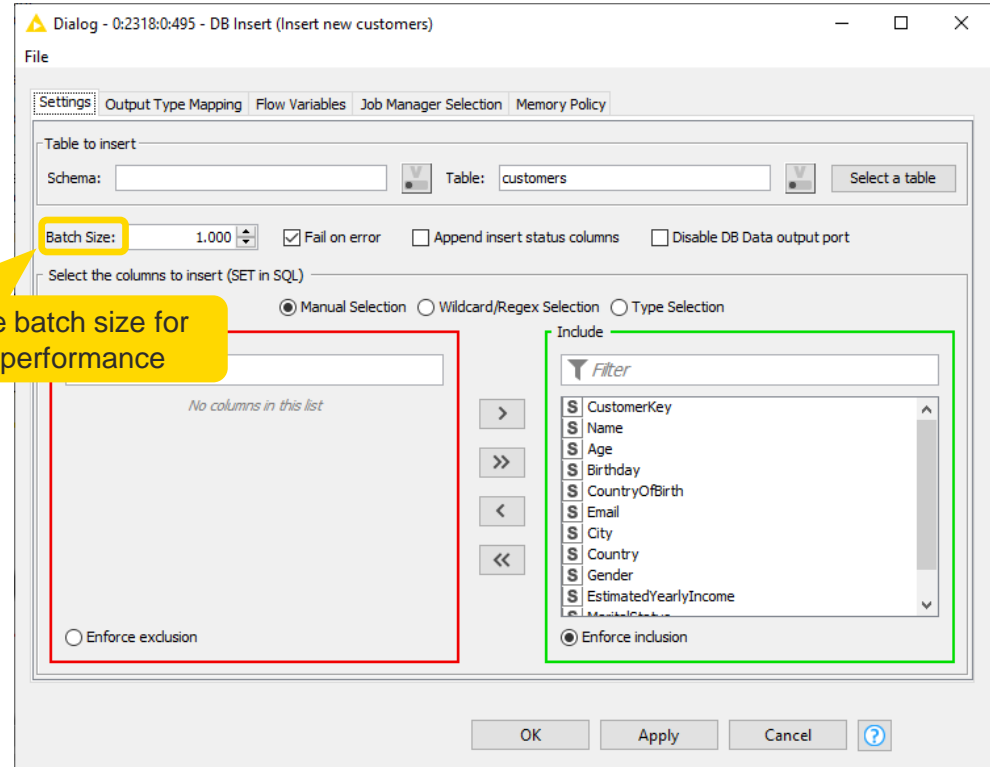 Dialog - 0:2318:0:495 - DB Insert (Insert new customers)
File
Settings Output Type Mapping Flow Variables Job Manager Selection Memory Policy
Table to insert
Schema: V Table: customers V Select a table
Batch Size: 1.000 Fail on error Append insert status columns Disable DB Data output port
Select the columns to insert (SET in SQL)
Manual Selection Wildcard/Regex Selection Type Selection
batch size for
performance
Include
Filter
No columns in this list
S CustomerKey
S Name
S Age
S Birthday
S CountryOfBirth
S Email
S City
S Country
S Gender
S EstimatedYearlyIncome
> 
>>
<
<<
Enforce exclusion
Enforce inclusion
OK Apply Cancel ?